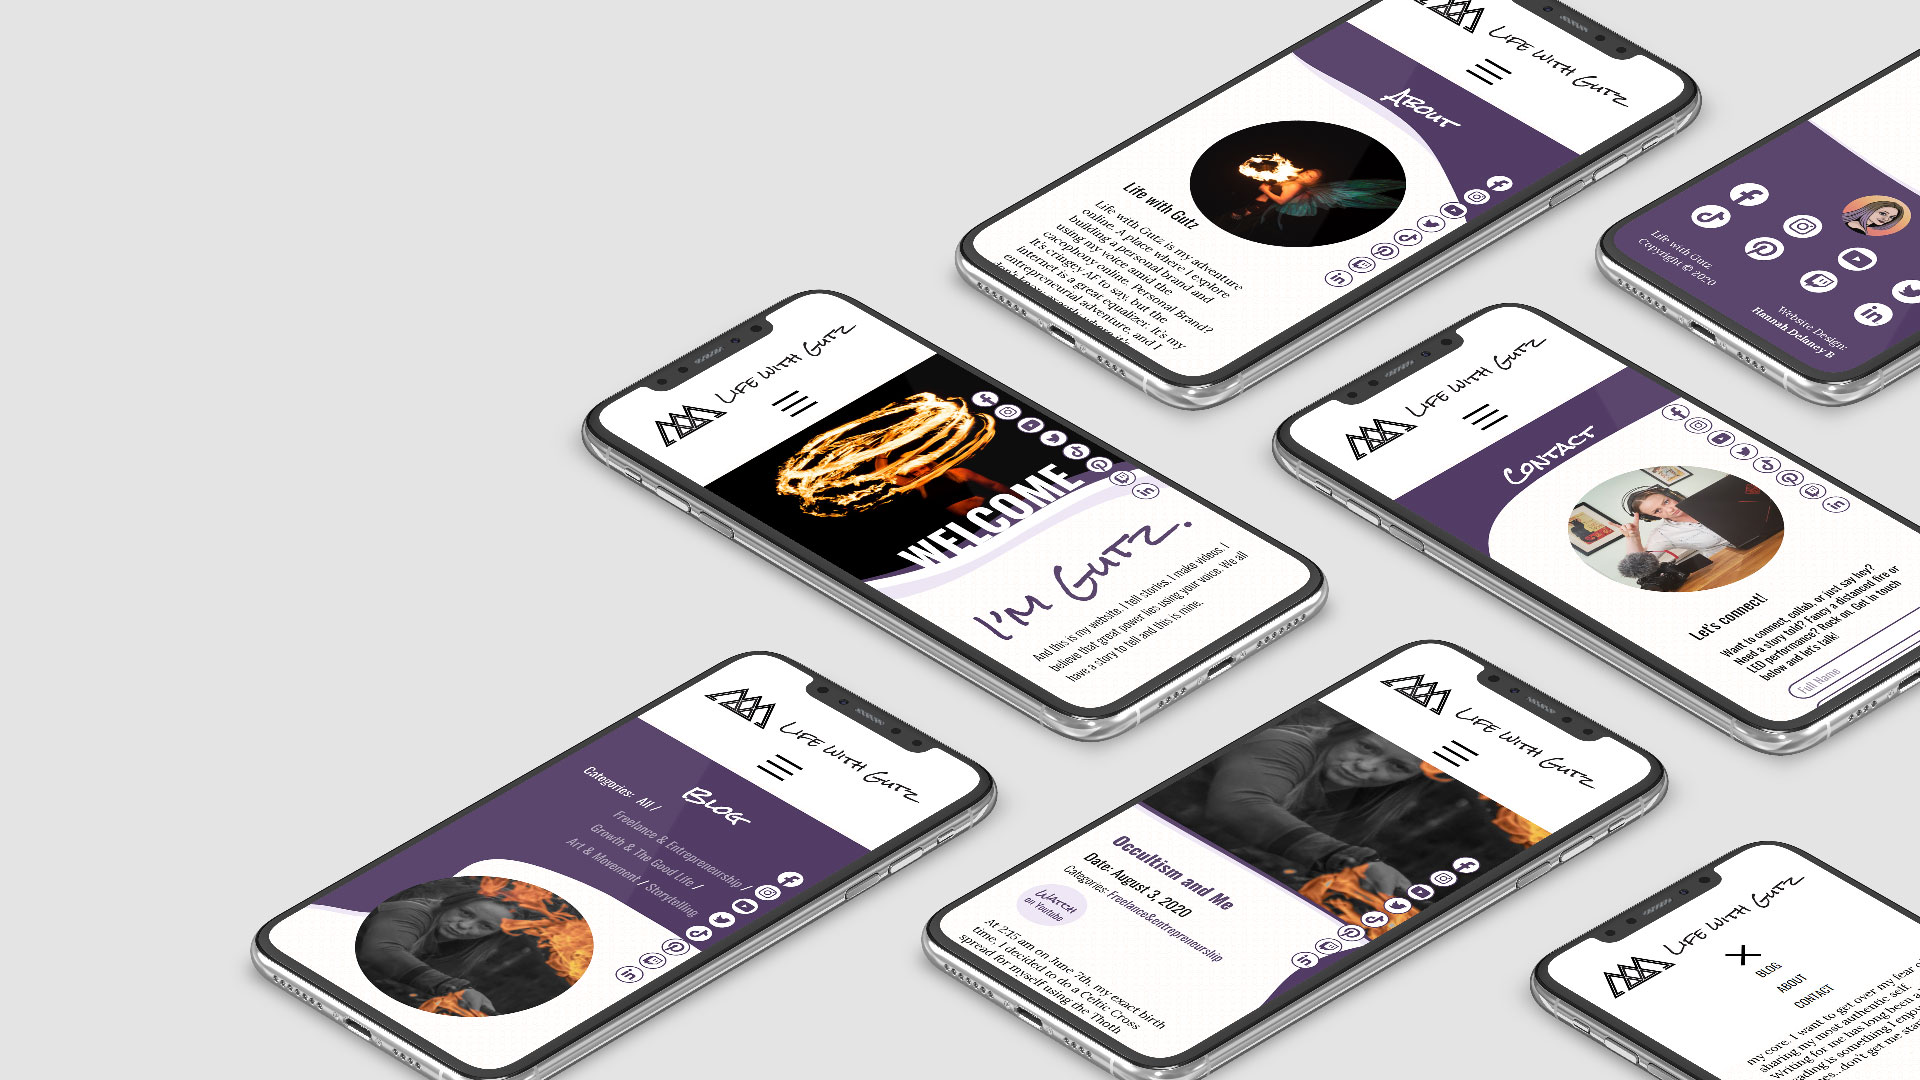 LIFE WITH GUTZ
ABOUT
Life with Gutz
Life with Gutz is my adventure
online. A place where I explore
building a personal brand and
using my voice amid the
cacophony online. Personal Brand?
It's cringey AF to say, but the
internet is a great equalizer. It's my
entrepreneurial adventure, and I
Life with Gutz
Copyright © 2020
Website Design:
Hannah Delaney B
LIFE WITH GUTZ
WELCOME
I'M GUTZ.
And this is my website. I tell stories. I make videos. I
believe that great power lies using your voice. We all
have a story to tell and this is mine.
LIFE WITH GUTZ
CONTACT
Let's connect!
Want to connect, collab, or just say hey?
Need a story told? Fancy a distanced fire or
LED performance? Rock on. Get in touch
below and let's talk!
Full Name
LIFE WITH GUTZ
BLOG
Categories: All /
Freelance & Entrepreneurship /
Growth & The Good Life /
Art & Movement / Storytelling
LIFE WITH GUTZ
Occultism and Me
Date: August 3, 2020
Categories: Freelance&entrepreneurship
WATCH
on Youtube
At 2:15 am on June 7th, my exact birth
time, I decided to do a Celtic Cross
spread for myself using the Thoth
LIFE WITH GUTZ
BLOG
ABOUT
CONTACT
my core. I want to get over my fear
sharing my most authentic self.
Writing for me has long been a
is something I enjoy
don't get me